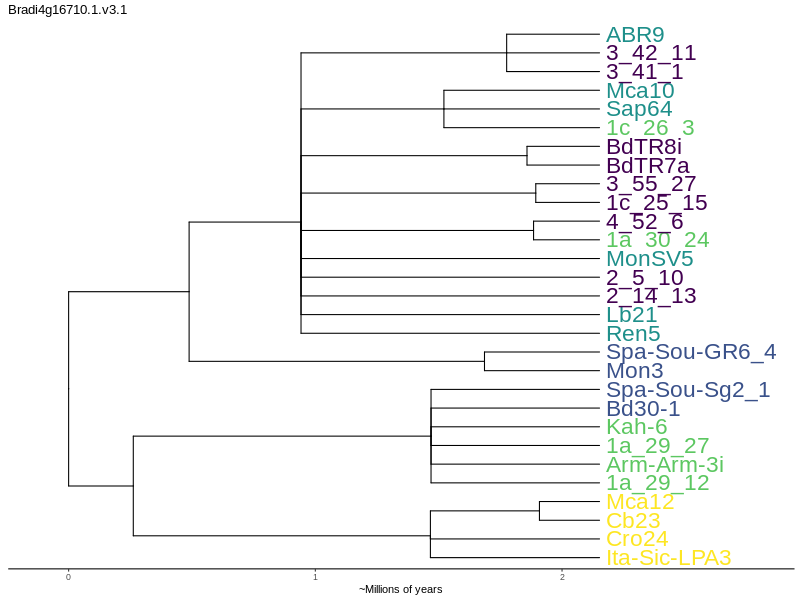 Bradi4g16710.1.v3.1
ABR9
3_42_11
3_41_1
Mca10
Sap64
1c_26_3
BdTR8i
BdTR7a
3_55_27
1c_25_15
4_52_6
1a_30_24
MonSV5
2_5_10
2_14_13
Lb21
Ren5
Spa-Sou-GR6_4
Mon3
Spa-Sou-Sg2_1
Bd30-1
Kah-6
1a_29_27
Arm-Arm-3i
1a_29_12
Mca12
Cb23
Cro24
Ita-Sic-LPA3
0 1 2
~Millions of years